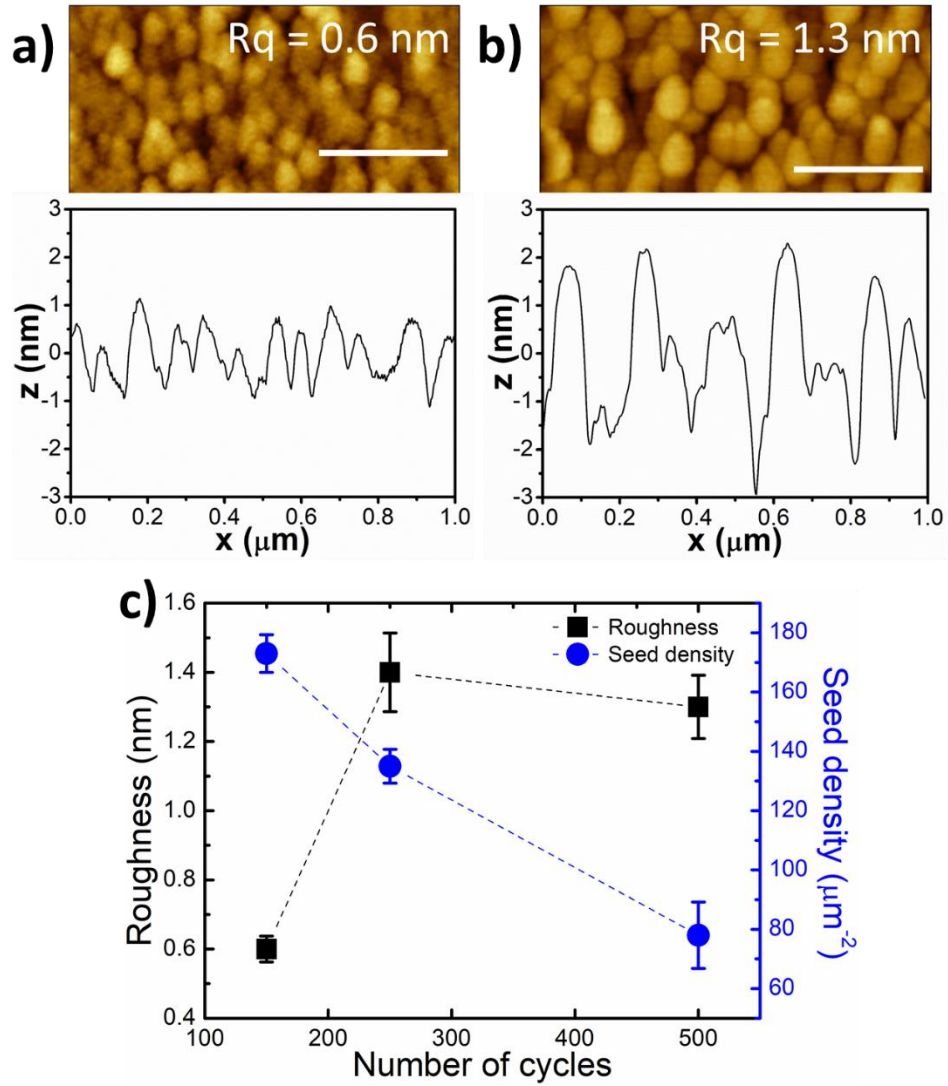 a)
Rq = 0.6 nm
b)
Rq = 1.3 nm
3
2
1
0
-1
-2
-3
z (nm)
0.0 0.2 0.4 0.6 0.8 1.0
x (μm)
3
2
1
0
-1
-2
-3
z (nm)
0.0 0.2 0.4 0.6 0.8 1.0
x (μm)
c)
1.6
1.4
1.2
1.0
0.8
0.6
0.4
Roughness (nm)
Roughness
Seed density
180
160
140
120
100
80
60
Seed density (μm⁻²)
100 200 300 400 500
Number of cycles